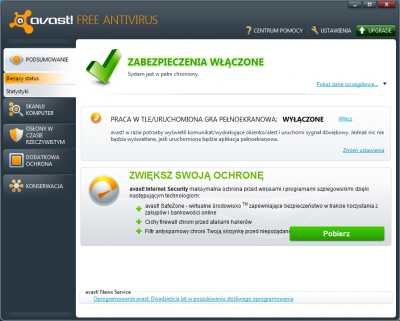 avast! FREE ANTIVIRUS
CENTRUM POMOCY
USTAWIENIA
UPGRADE
PODSUMOWANIE
Bieżący status
Statystyki
SKANUJ KOMPUTER
OSŁONY W CZASIE RZECZYWISTYM
DODATKOWA OCHRONA
KONSERWACJA
ZABEZPIECZENIA WŁĄCZONE
System jest w pełni chroniony.
Pokaż dane szczegółowe...
PRACA W TLE/URUCHOMIONA GRA PEŁNOEKRANOWA: WYŁĄCZONE Włącz
avast! w razie potrzeby wyświetli komunikat/wyskakujące okienko/alert i uruchomi sygnał dźwiękowy. Jednak nic nie
będzie wyświetlane, jeśli uruchomiona będzie aplikacja pełnoekranowa.
Zmień ustawienia
ZWIĘKSZ SWOJĄ OCHRONĘ
avast! Internet Security maksymalna ochrona przed wirusami i programami szpiegowskimi dzięki
następującym technologiom:
avast! SafeZone - wirtualne środowisko TM zapewniające bezpieczeństwo w trakcie korzystania z
zakupów i bankowości online
Cichy firewall chroni przed atakami hakerów
Filtr antyspamowy chroni Twoją skrzynkę przed niepożądaną
Pobierz
avast! News Service
Oprogramowanie avast: Dwadzieścia lat w poszukiwaniu złośliwego oprogramowania